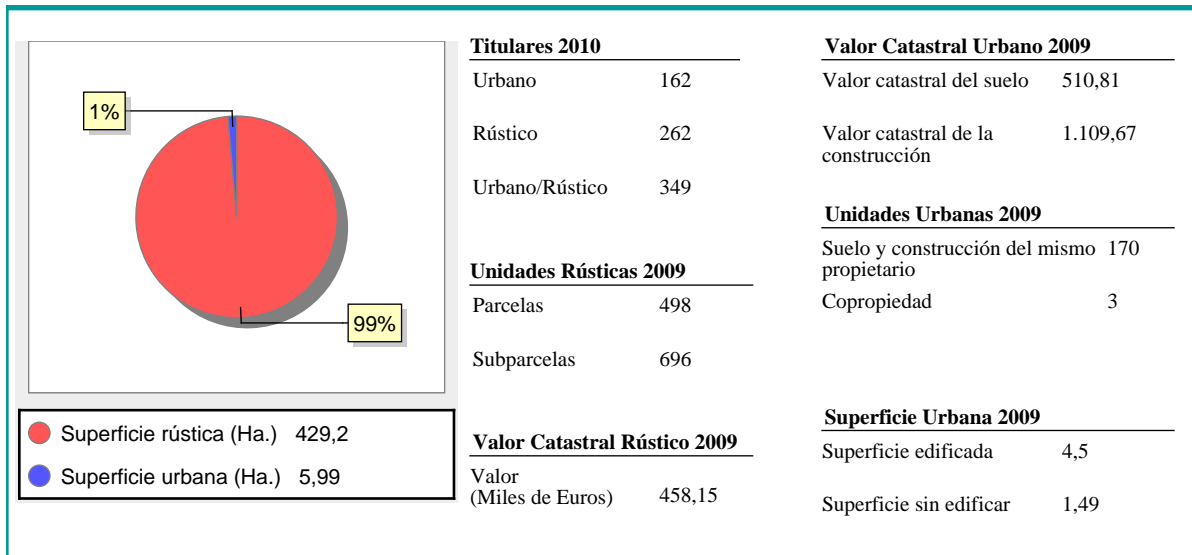 1%
99%
Superficie rústica (Ha.) 429,2
Superficie urbana (Ha.) 5,99
Titulares 2010
Urbano 162
Rústico 262
Urbano/Rústico 349
Unidades Rústicas 2009
Parcelas 498
Subparcelas 696
Valor Catastral Rústico 2009
Valor
(Miles de Euros) 458,15
Valor Catastral Urbano 2009
Valor catastral del suelo 510,81
Valor catastral de la 1.109,67
construcción
Unidades Urbanas 2009
Suelo y construcción del mismo 170
propietario
Copropiedad 3
Superficie Urbana 2009
Superficie edificada 4,5
Superficie sin edificar 1,49